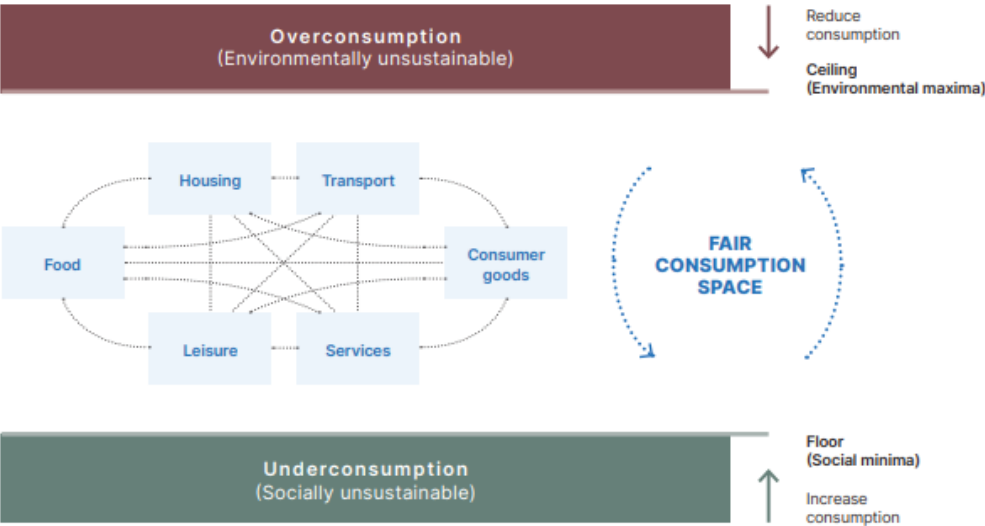 Overconsumption
(Environmentally unsustainable)
Reduce
consumption
Ceiling
(Environmental maxima)
Housing
Transport
Food
Consumer
goods
Leisure
Services
FAIR
CONSUMPTION
SPACE
Underconsumption
(Socially unsustainable)
Floor
(Social minima)
Increase
consumption